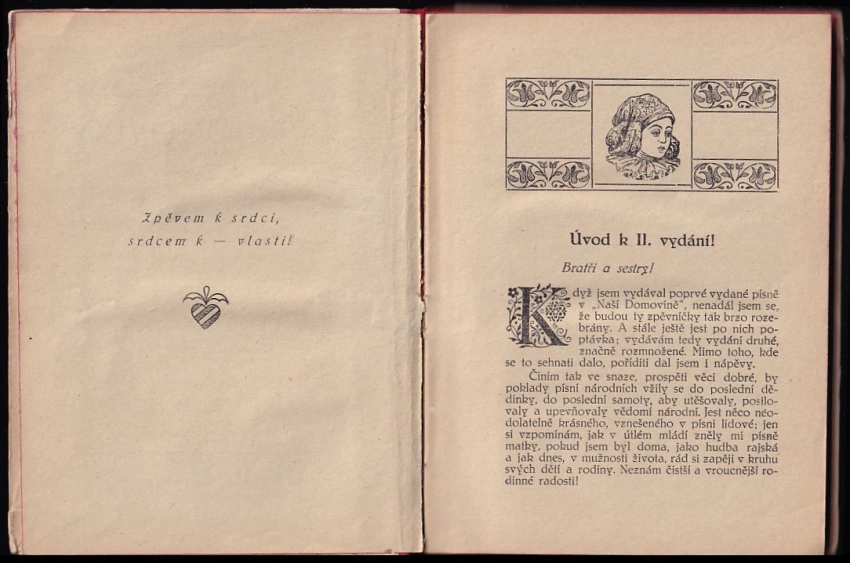 Zpěvem k srdci,
srdcem k — vlasti!
Úvod k II. vydání!
Bratři a sestry!
Když jsem vydával poprvé vydané písně
v „Naší Domovině“, nenadál jsem se,
že budou ty zpěvníčky tak brzo roze-
brány. A stále ještě jest po nich po-
ptávka; vydávám tedy vydání druhé,
značně rozmnožené. Mimo toho, kde
se to sehnati dalo, pořídíti dal jsem i nápěvy.
Činím tak ve snaze, prospěti věci dobré, by
poklady písní národních vžily se do poslední dě-
dinky, do poslední samoty, aby utěšovaly, posilo-
valy a upevňovaly vědomí národní. Jest něco neo-
dolatelně krásného, vznešeného v písni lidové; jen
si vzpomínám, jak v útlém mládí zněly mi písně
matky, pokud jsem byl doma, jako hudba rajská
a jak dnes, v mužnosti života, rád si zapěji v kruhu
svých dětí a rodiny. Neznám čistší a vroucnější ro-
dinné radosti!